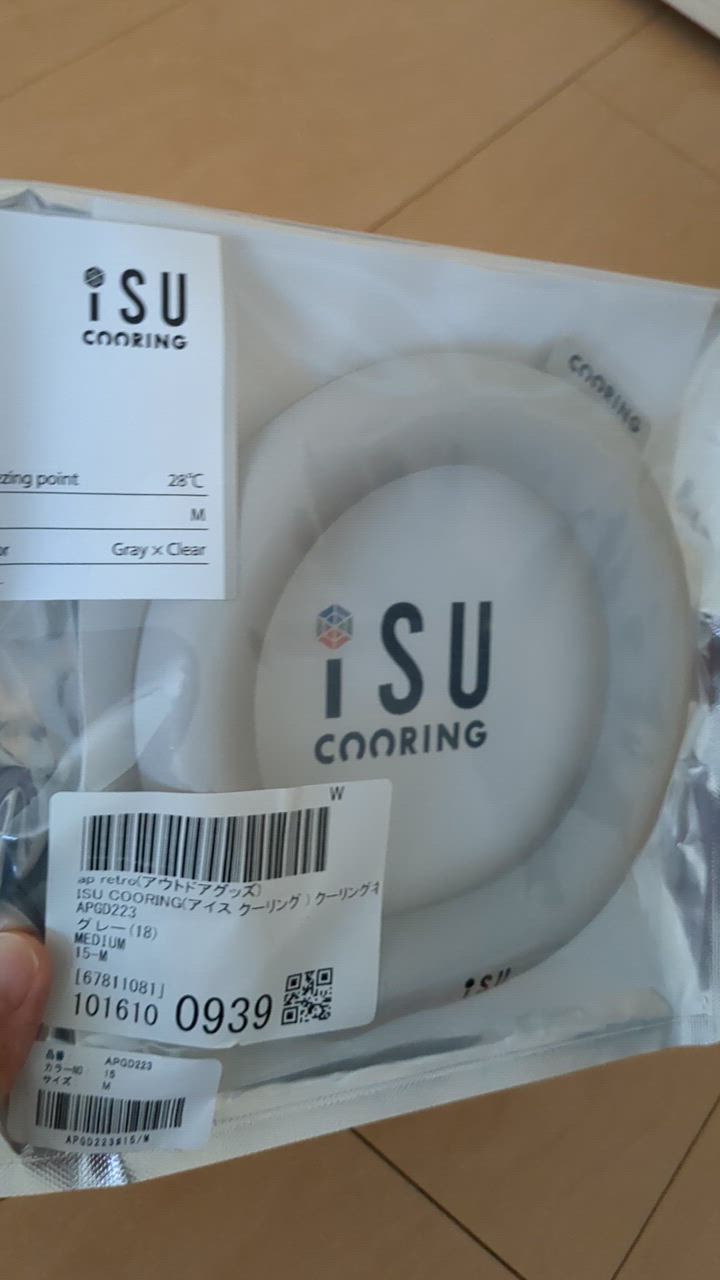 iSU
COORING
zing point 28℃
M
or Gray × Clear
COORING
iSU
COORING
W
ap retro(アウトドアグッズ)
ISU COORING(アイス クーリング)クーリングネ
APGD223
グレー(18)
MEDIUM
15-M
[67811081]
101610 0939
iSU
品番 APGD223
カラーNO 15
サイズ M
APGD223$15/M